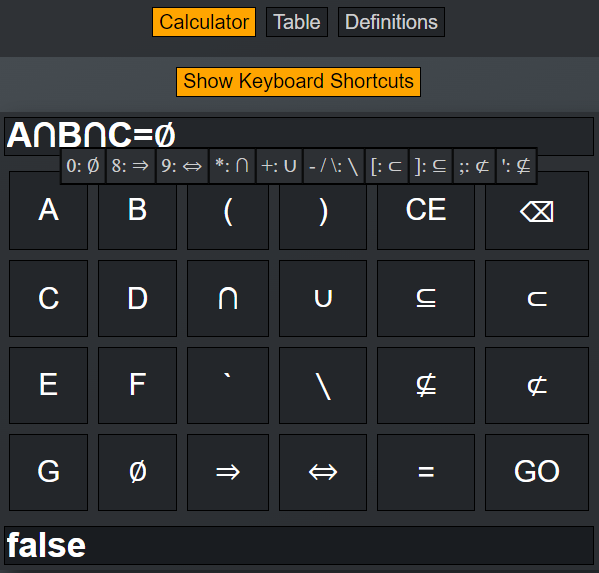 Calculator Table Definitions
Show Keyboard Shortcuts
A∩B∩C=∅
0: ∅ 8: ⇒ 9: ⇔ *: ∩ +: ∪ - / \: \ [: ⊂ ]: ⊆ ;: ⊄ ': ⊈
A B ( ) CE ⌫
C D ∩ ∪ ⊆ ⊂
E F ` \ ⊈ ⊄
G ∅ ⇒ ⇔ = GO
false